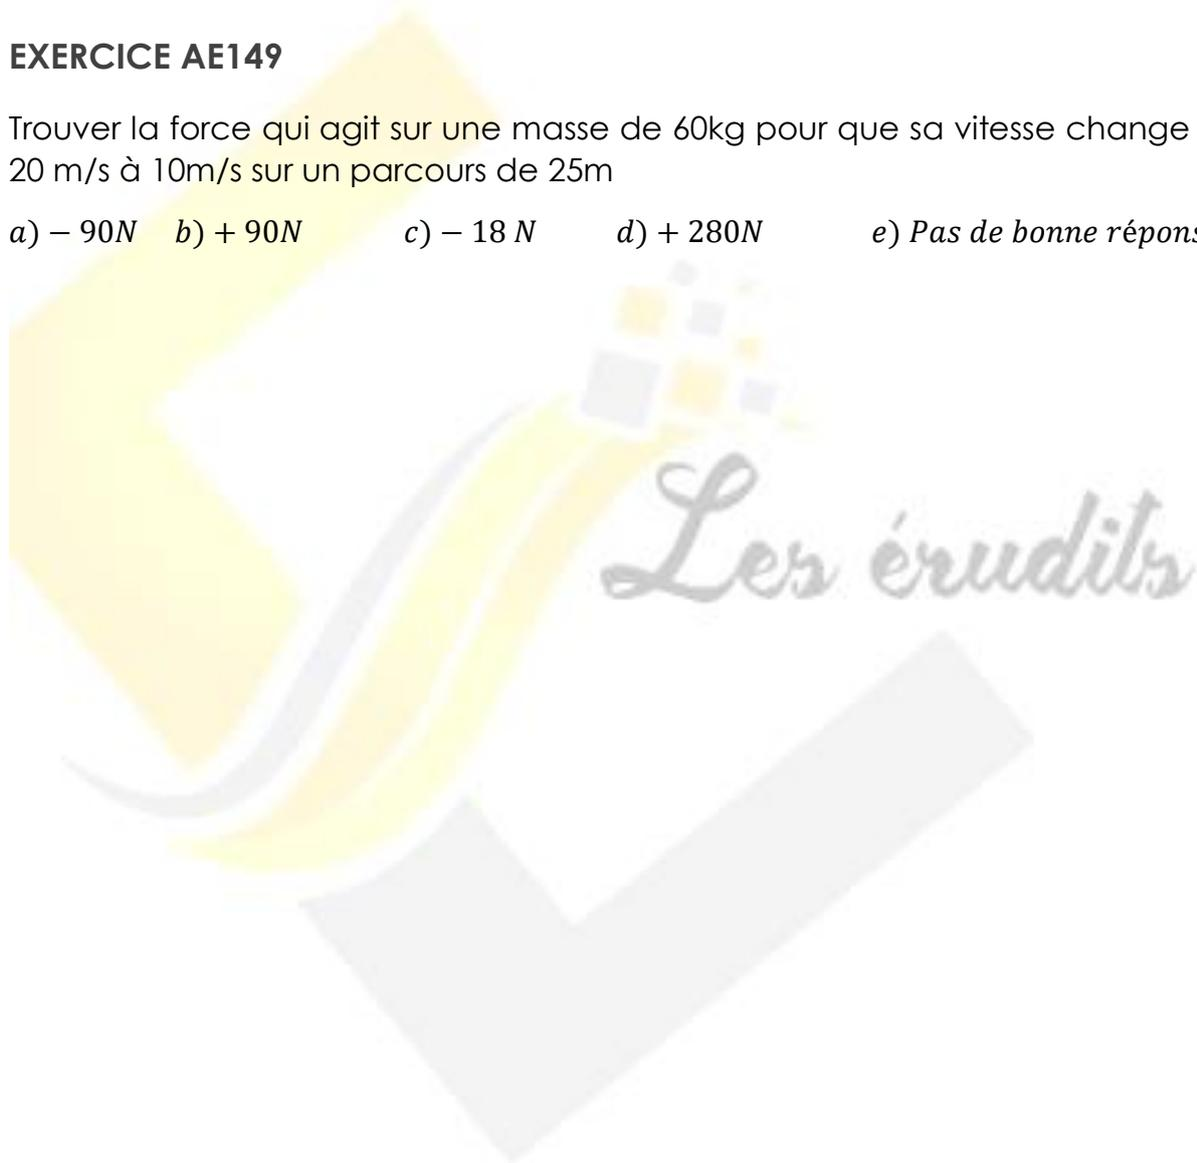 EXERCICE AE149
Trouver la force qui agit sur une masse de 60kg pour que sa vitesse change
20 m/s à 10m/s sur un parcours de 25m
a) − 90N b) + 90N c) − 18 N d) + 280N e) Pas de bonne répons
Les érudits